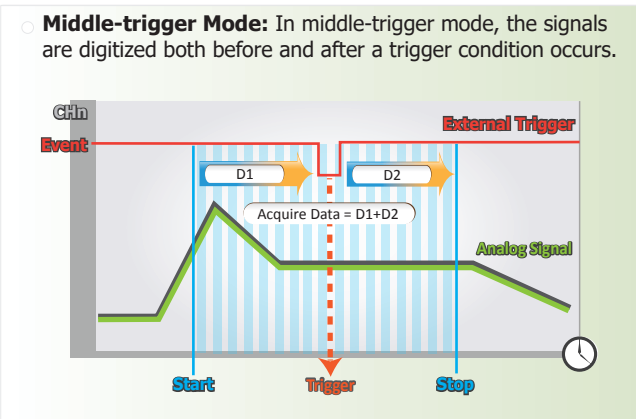 Middle-trigger Mode: In middle-trigger mode, the signals
are digitized both before and after a trigger condition occurs.
CHn
External Trigger
Event
D1
D2
Acquire Data = D1+D2
Analog Signal
Start
Trigger
Stop